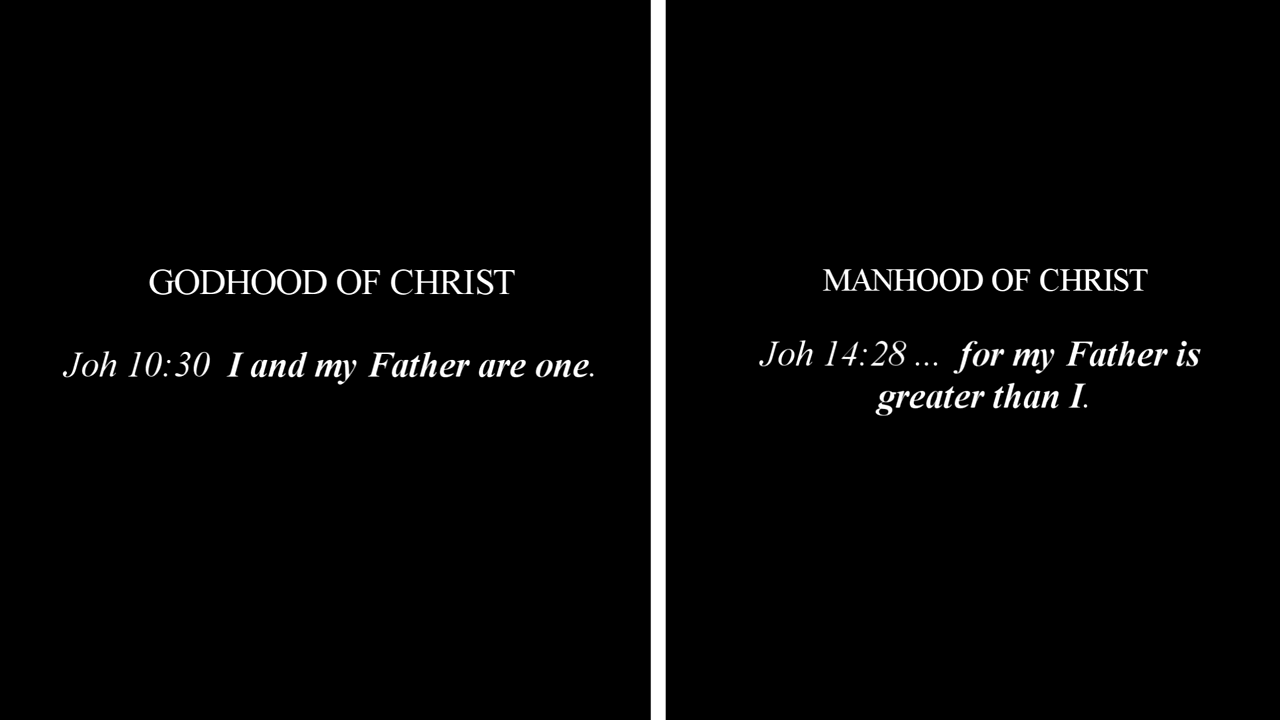 GODHOOD OF CHRIST
Joh 10:30 I and my Father are one.
MANHOOD OF CHRIST
Joh 14:28 ... for my Father is
greater than I.